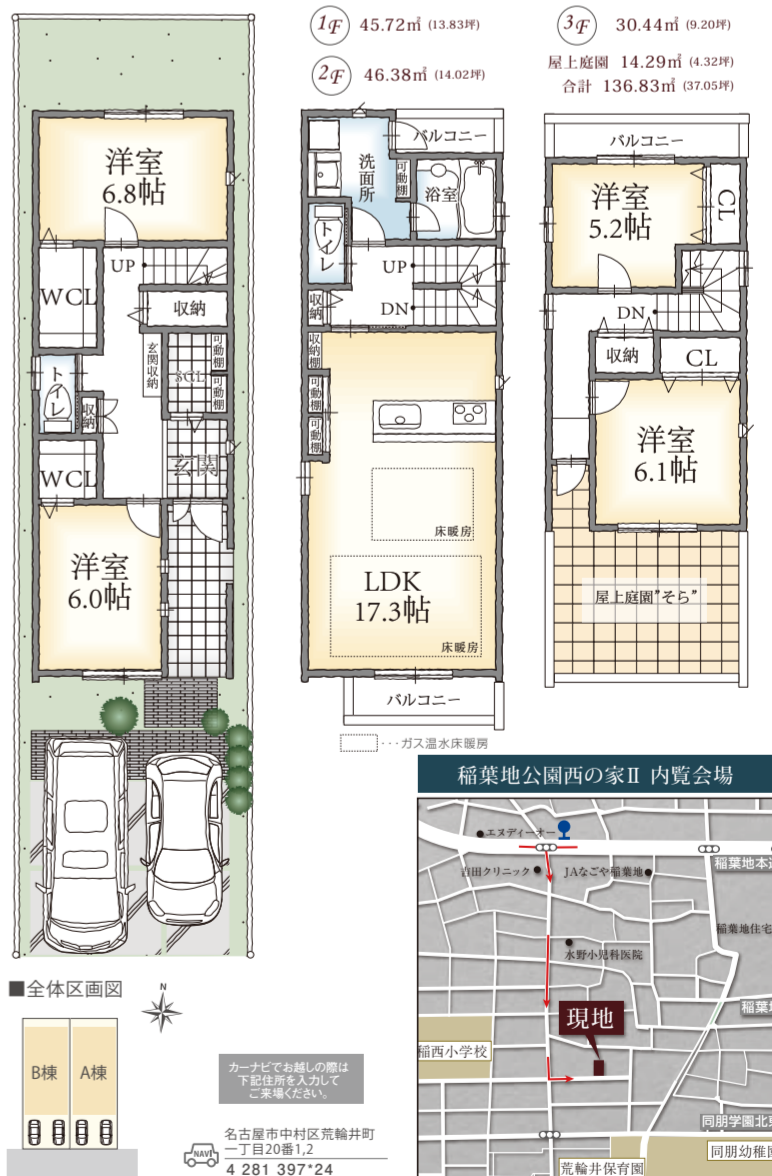 1F 45.72㎡ (13.83坪)
2F 46.38㎡ (14.02坪)
3F 30.44㎡ (9.20坪)
屋上庭園 14.29㎡ (4.32坪)
合計 136.83㎡ (37.05坪)
洋室
6.8帖
UP
WCL
収納
玄関収納
SCL
可動棚
可動棚
トイレ
収納
玄関
WCL
洋室
6.0帖
バルコニー
洗面所
可動棚
浴室
トイレ
UP
DN
収納
収納棚
可動棚
可動棚
床暖房
LDK
17.3帖
床暖房
バルコニー
･･･ガス温水床暖房
バルコニー
洋室
5.2帖
CL
DN
収納
CL
洋室
6.1帖
屋上庭園"そら"
稲葉地公園西の家Ⅱ 内覧会場
エヌディーオー
吉田クリニック
JAなごや稲葉地
稲葉地本通
稲葉地住宅
水野小児科医院
稲葉地
現地
稲西小学校
同朋学園北東
同朋幼稚園
荒輪井保育園
■全体区画図
N
B棟
A棟
カーナビでお越しの際は
下記住所を入力して
ご来場ください。
NAVI
名古屋市中村区荒輪井町
一丁目20番1,2
4 281 397*24